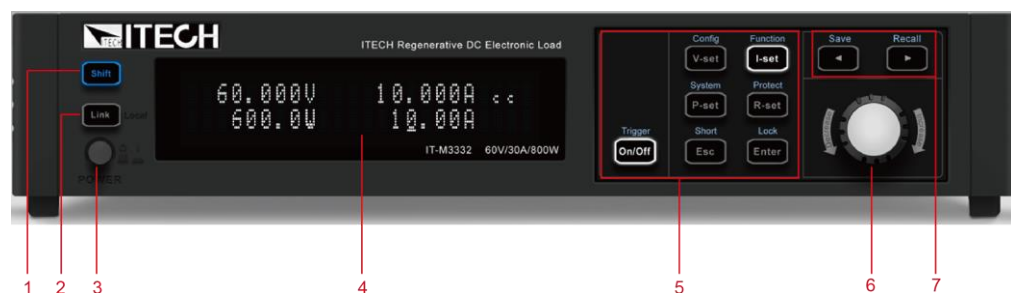 ITECH
ITECH
ITECH Regenerative DC Electronic Load
Shift
Link
Local
POWER
60.000V 10.000A cc
600.0W 10.00A
IT-M3332 60V/30A/800W
Config Function
V-set I-set
System Protect
P-set R-set
Trigger Short Lock
On/Off Esc Enter
Save Recall
1 2 3 4 5 6 7